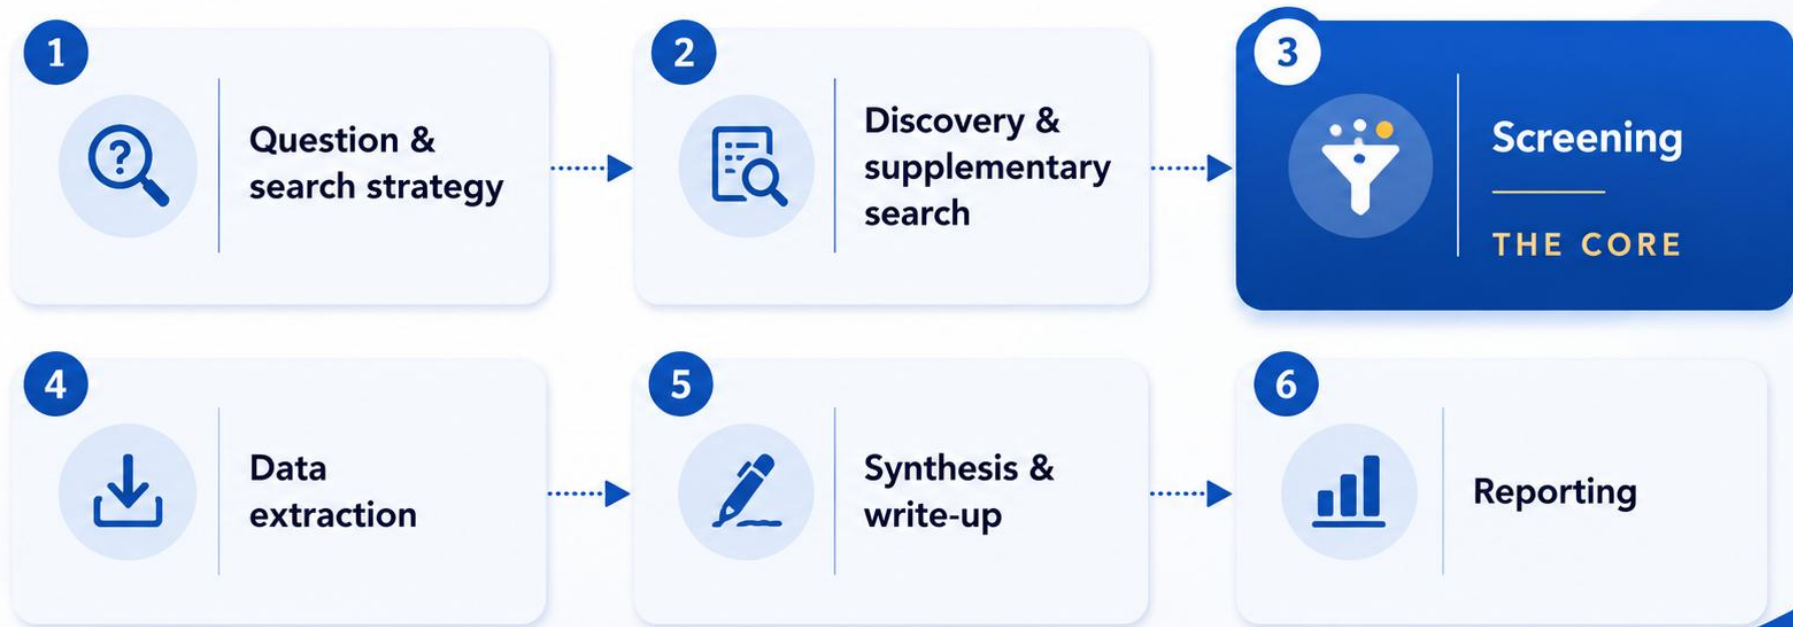 1
Question &
search strategy
2
Discovery &
supplementary
search
3
Screening
THE CORE
4
Data
extraction
5
Synthesis &
write-up
6
Reporting